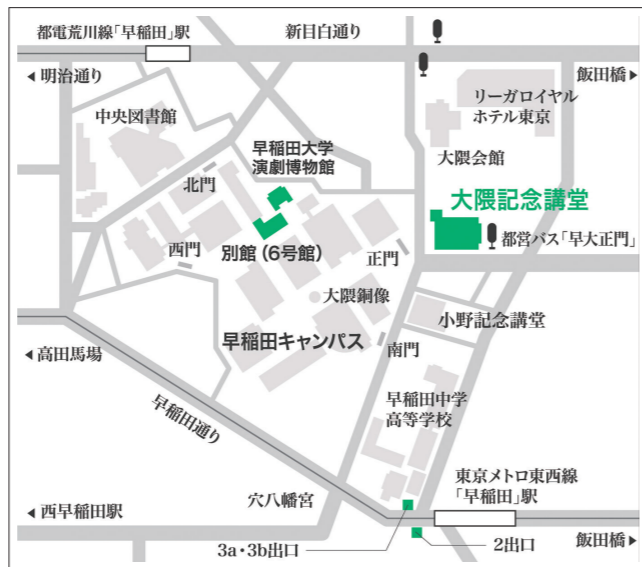 都電荒川線「早稲田」駅
新目白通り
◀明治通り
飯田橋▶
中央図書館
リーガロイヤル
ホテル東京
早稲田大学
演劇博物館
大隈会館
北門
大隈記念講堂
都営バス「早大正門」
西門
別館（6号館）
正門
大隈銅像
小野記念講堂
早稲田キャンパス
南門
◀高田馬場
早稲田中学
高等学校
早稲田通り
東京メトロ東西線
「早稲田」駅
穴八幡宮
◀西早稲田駅
3a・3b出口
2出口
飯田橋▶